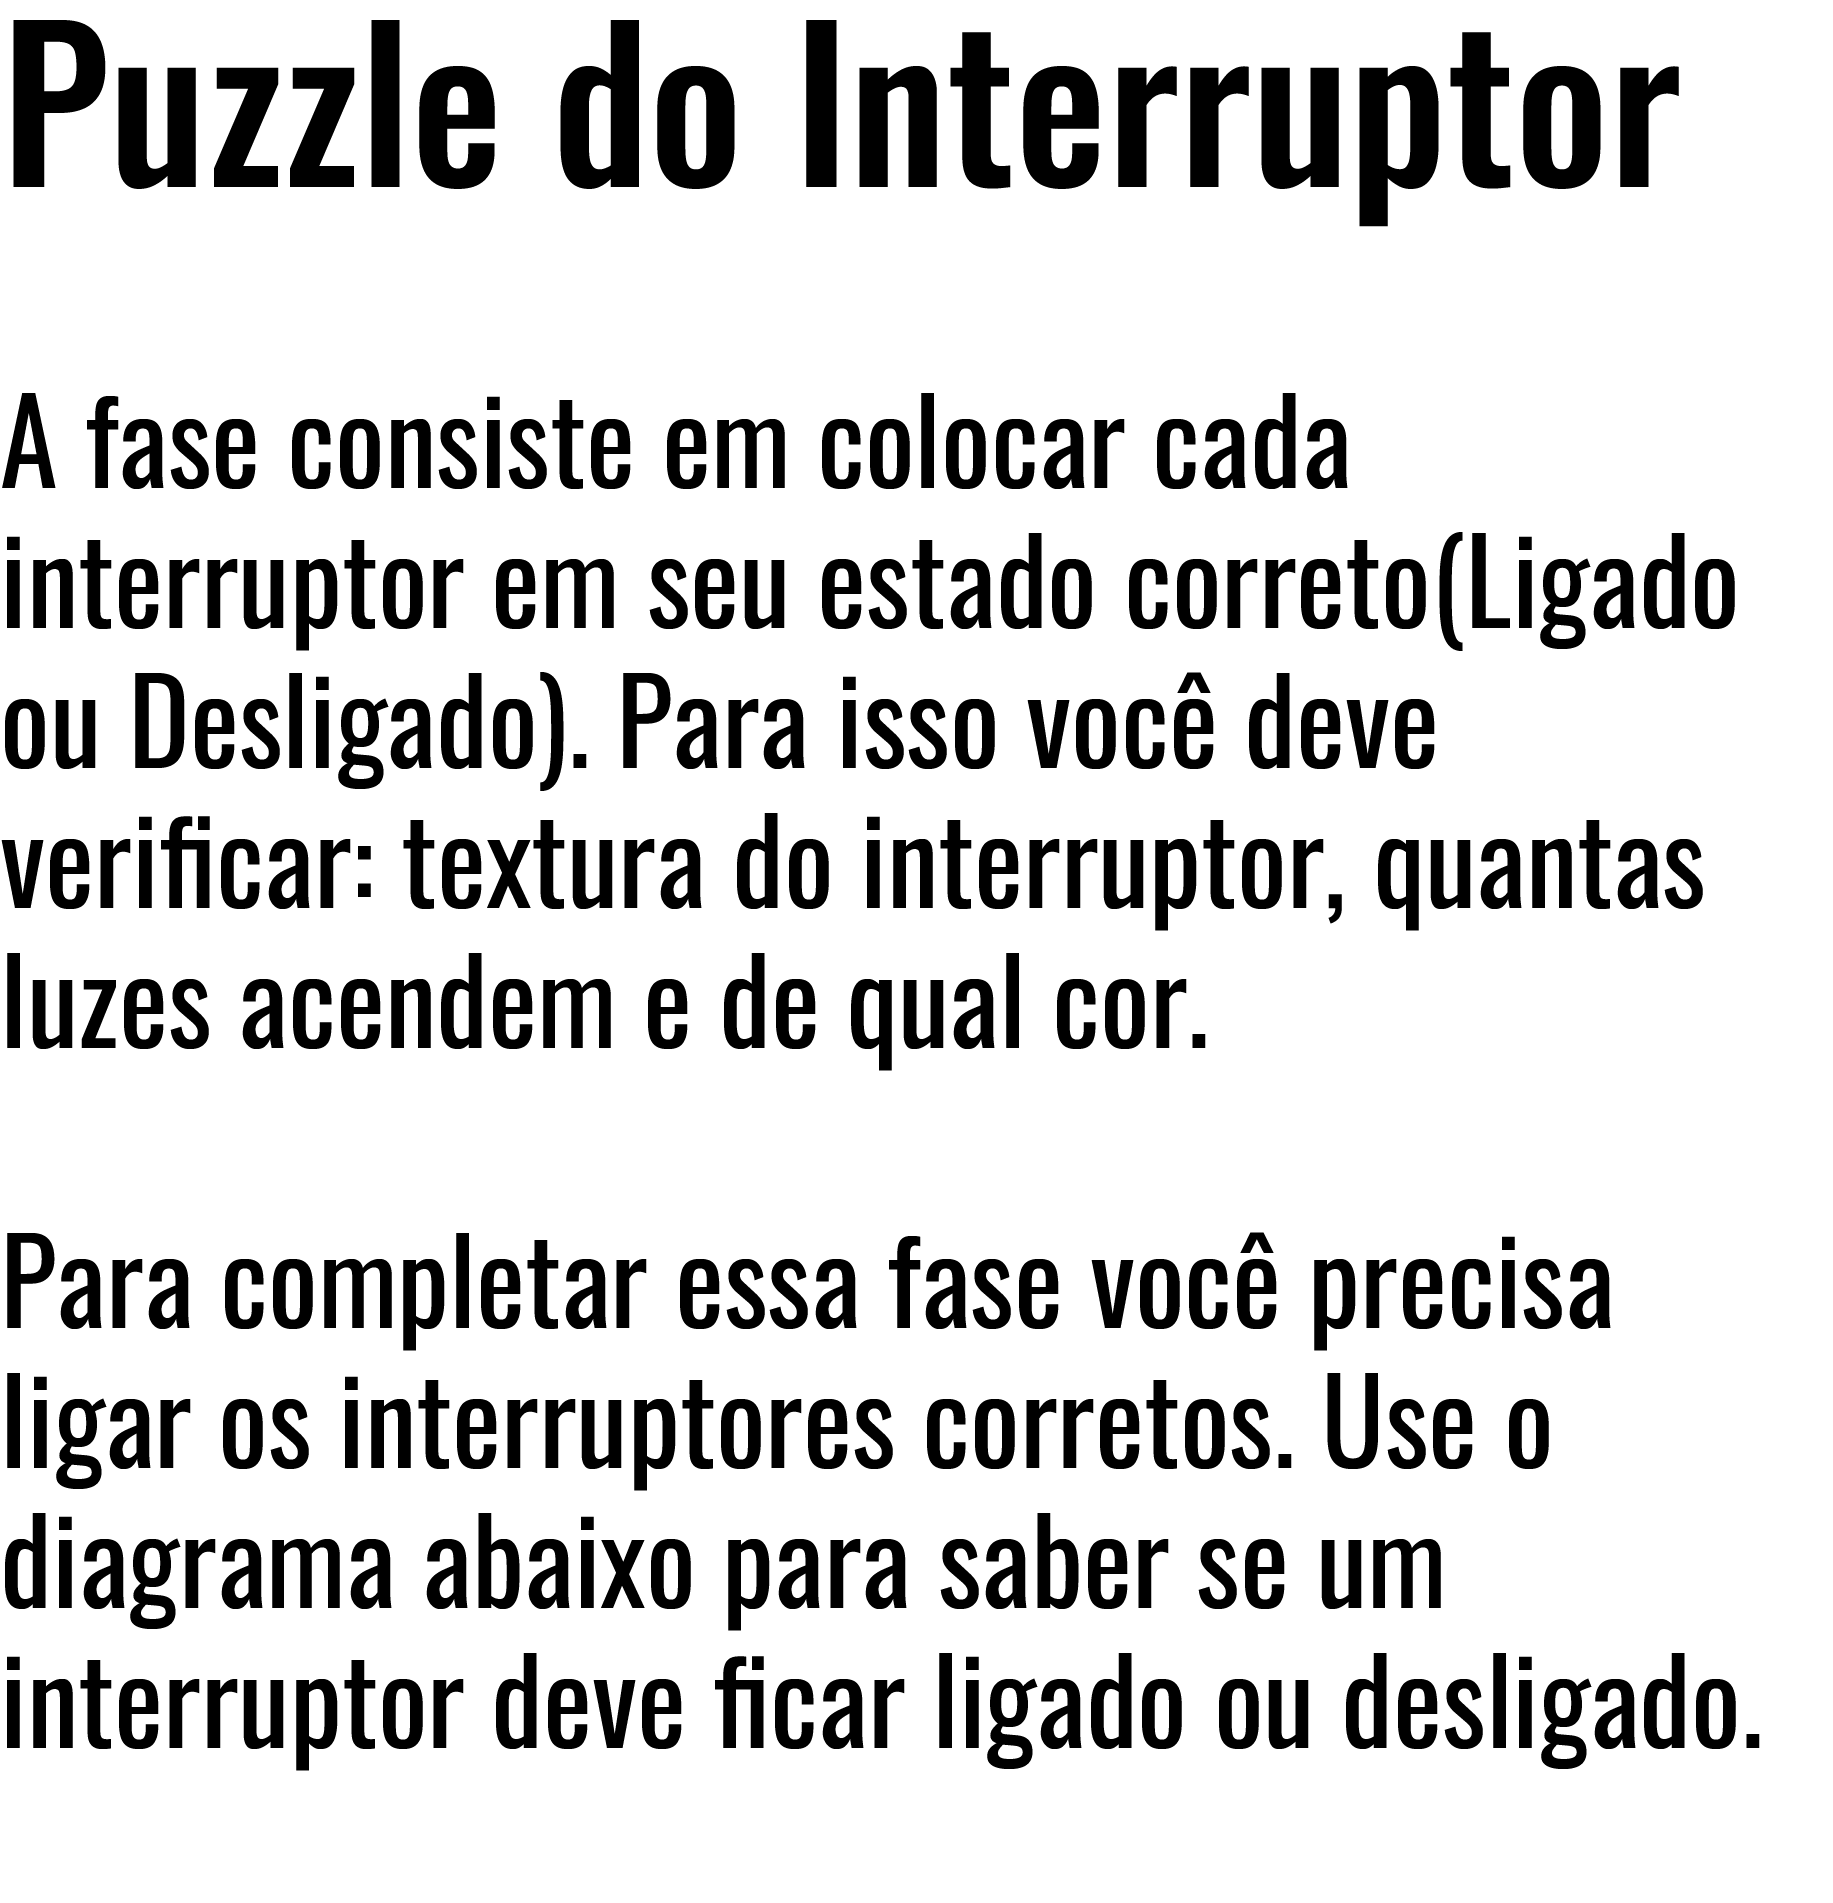 Puzzle do Interruptor
A fase consiste em colocar cada
interruptor em seu estado correto(Ligado
ou Desligado). Para isso você deve
verificar: textura do interruptor, quantas
luzes acendem e de qual cor.
Para completar essa fase você precisa
ligar os interruptores corretos. Use o
diagrama abaixo para saber se um
interruptor deve ficar ligado ou desligado.